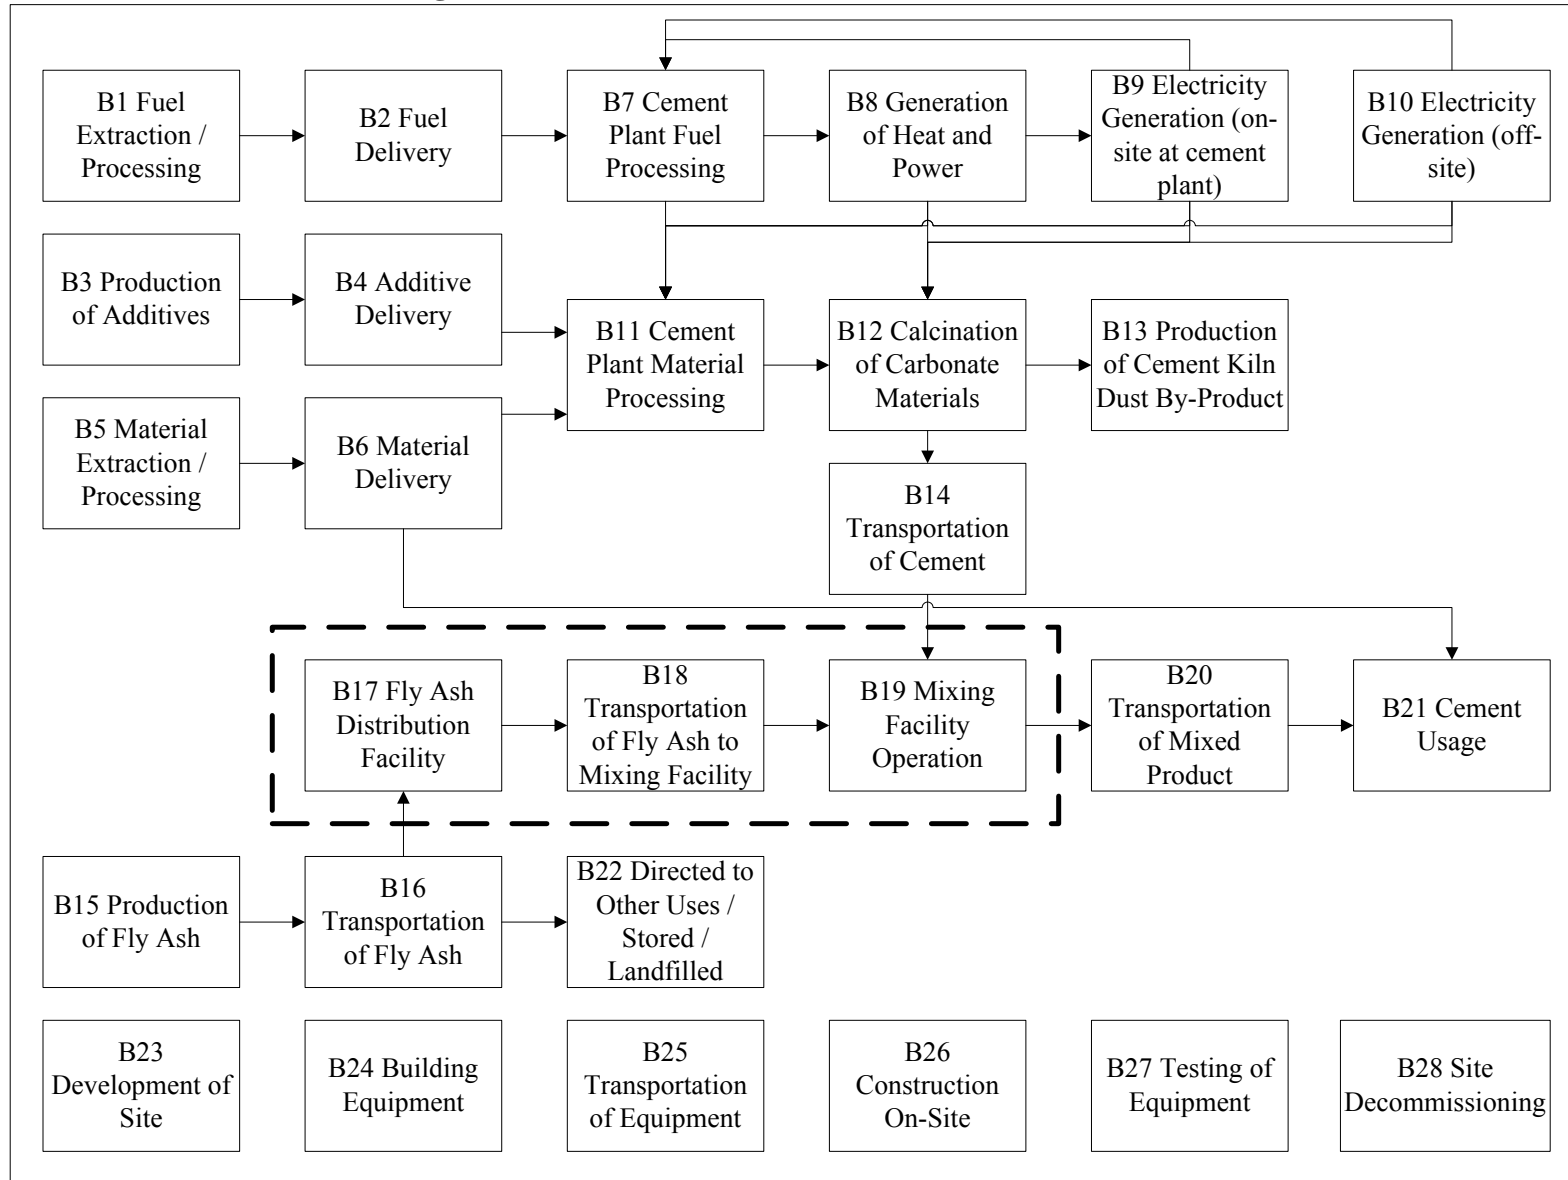 B1 Fuel
Extraction /
Processing
B2 Fuel
Delivery
B7 Cement
Plant Fuel
Processing
B8 Generation
of Heat and
Power
B9 Electricity
Generation (on-
site at cement
plant)
B10 Electricity
Generation (off-
site)
B3 Production
of Additives
B4 Additive
Delivery
B11 Cement
Plant Material
Processing
B12 Calcination
of Carbonate
Materials
B13 Production
of Cement Kiln
Dust By-Product
B5 Material
Extraction /
Processing
B6 Material
Delivery
B14
Transportation
of Cement
B17 Fly Ash
Distribution
Facility
B18
Transportation
of Fly Ash to
Mixing Facility
B19 Mixing
Facility
Operation
B20
Transportation
of Mixed
Product
B21 Cement
Usage
B15 Production
of Fly Ash
B16
Transportation
of Fly Ash
B22 Directed to
Other Uses /
Stored /
Landfilled
B23
Development of
Site
B24 Building
Equipment
B25
Transportation
of Equipment
B26
Construction
On-Site
B27 Testing of
Equipment
B28 Site
Decommissioning